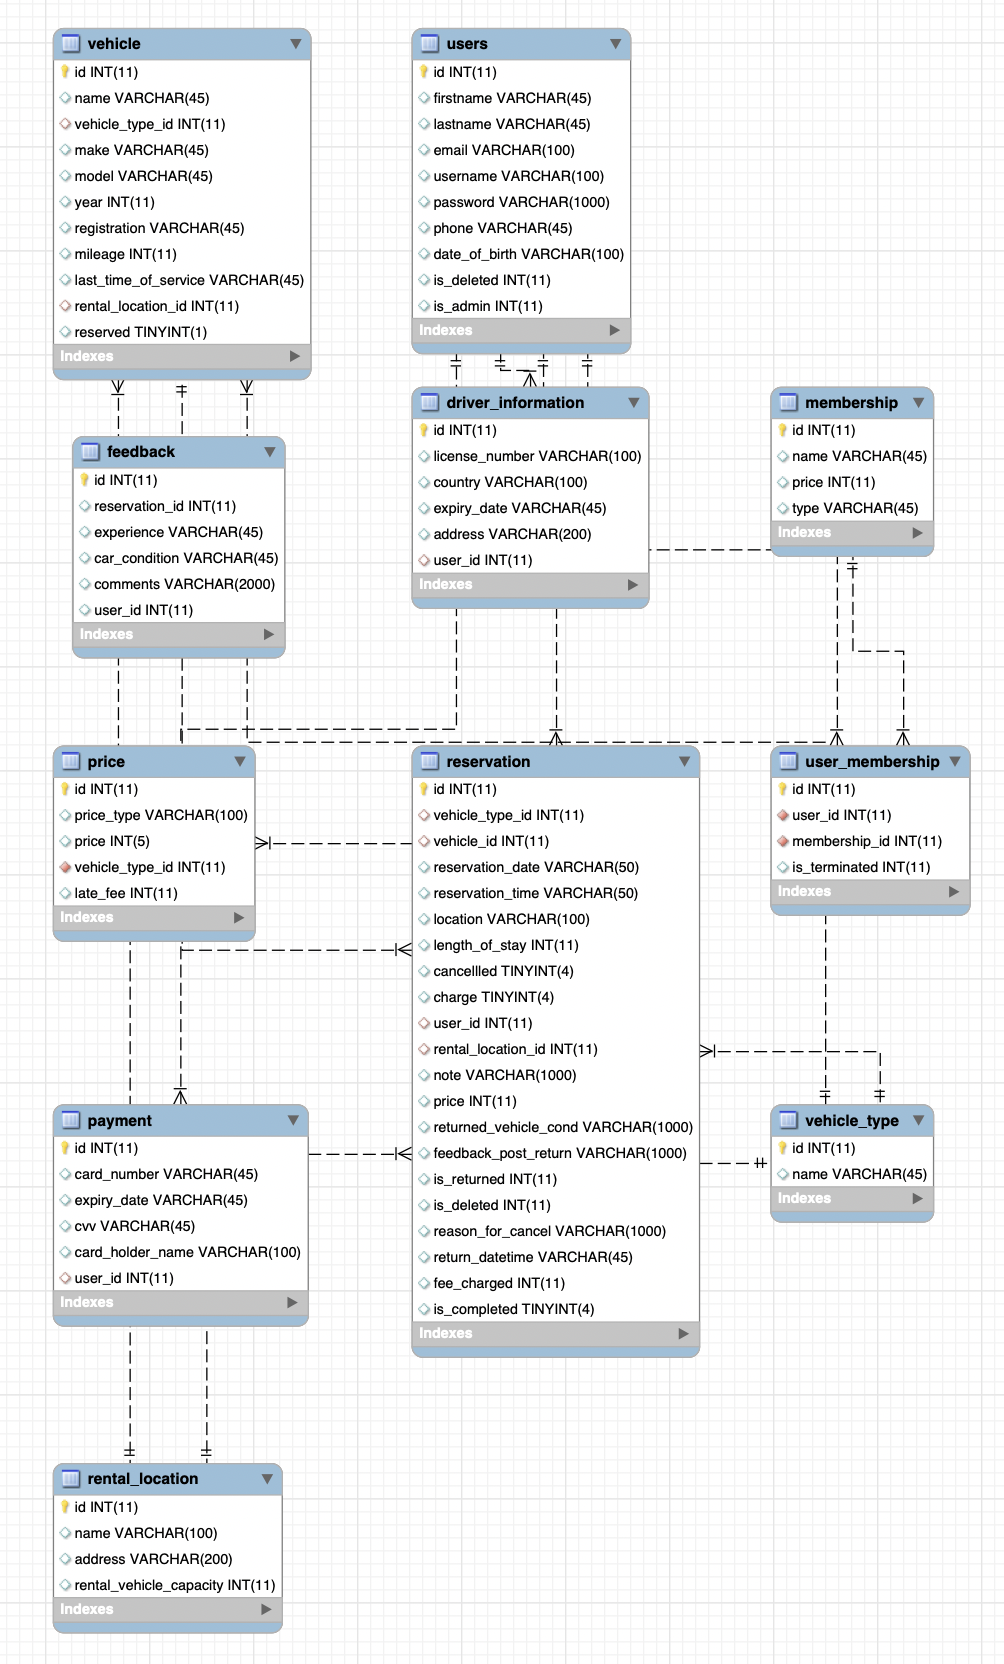 vehicle
id INT(11)
name VARCHAR(45)
vehicle_type_id INT(11)
make VARCHAR(45)
model VARCHAR(45)
year INT(11)
registration VARCHAR(45)
mileage INT(11)
last_time_of_service VARCHAR(45)
rental_location_id INT(11)
reserved TINYINT(1)
Indexes
users
id INT(11)
firstname VARCHAR(45)
lastname VARCHAR(45)
email VARCHAR(100)
username VARCHAR(100)
password VARCHAR(1000)
phone VARCHAR(45)
date_of_birth VARCHAR(100)
is_deleted INT(11)
is_admin INT(11)
Indexes
feedback
id INT(11)
reservation_id INT(11)
experience VARCHAR(45)
car_condition VARCHAR(45)
comments VARCHAR(2000)
user_id INT(11)
Indexes
driver_information
id INT(11)
license_number VARCHAR(100)
country VARCHAR(100)
expiry_date VARCHAR(45)
address VARCHAR(200)
user_id INT(11)
Indexes
membership
id INT(11)
name VARCHAR(45)
price INT(11)
type VARCHAR(45)
Indexes
price
id INT(11)
price_type VARCHAR(100)
price INT(5)
vehicle_type_id INT(11)
late_fee INT(11)
Indexes
reservation
id INT(11)
vehicle_type_id INT(11)
vehicle_id INT(11)
reservation_date VARCHAR(50)
reservation_time VARCHAR(50)
location VARCHAR(100)
length_of_stay INT(11)
cancellled TINYINT(4)
charge TINYINT(4)
user_id INT(11)
rental_location_id INT(11)
note VARCHAR(1000)
price INT(11)
returned_vehicle_cond VARCHAR(1000)
feedback_post_return VARCHAR(1000)
is_returned INT(11)
is_deleted INT(11)
reason_for_cancel VARCHAR(1000)
return_datetime VARCHAR(45)
fee_charged INT(11)
is_completed TINYINT(4)
Indexes
user_membership
id INT(11)
user_id INT(11)
membership_id INT(11)
is_terminated INT(11)
Indexes
payment
id INT(11)
card_number VARCHAR(45)
expiry_date VARCHAR(45)
cvv VARCHAR(45)
card_holder_name VARCHAR(100)
user_id INT(11)
Indexes
vehicle_type
id INT(11)
name VARCHAR(45)
Indexes
rental_location
id INT(11)
name VARCHAR(100)
address VARCHAR(200)
rental_vehicle_capacity INT(11)
Indexes